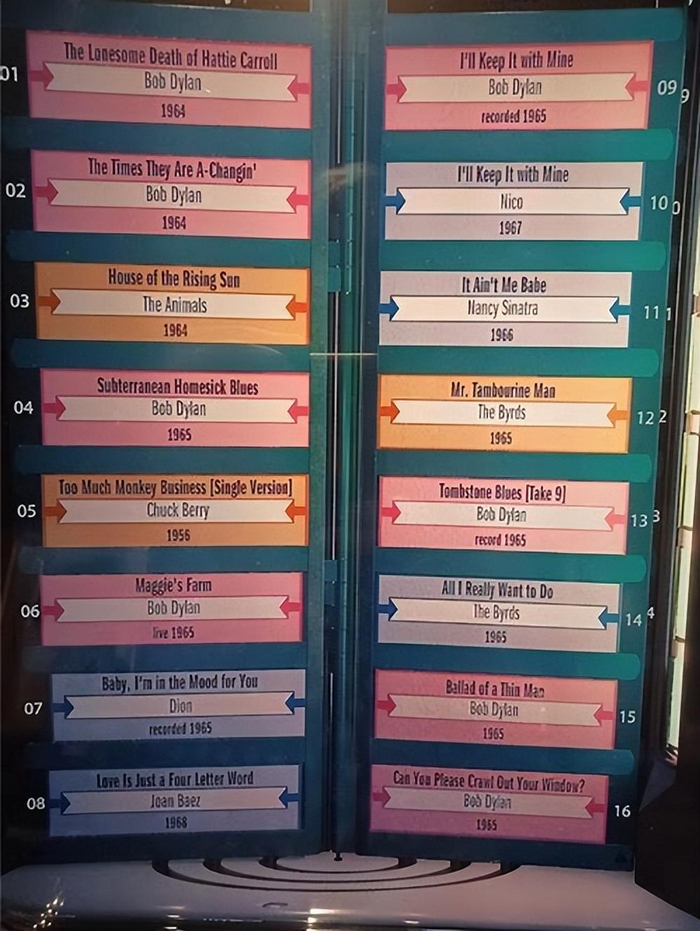 01
The Lonesome Death of Hattie Carroll
Bob Dylan
1964
02
The Times They Are A-Changin'
Bob Dylan
1964
03
House of the Rising Sun
The Animals
1964
04
Subterranean Homesick Blues
Bob Dylan
1965
05
Too Much Monkey Business [Single Version]
Chuck Berry
1956
06
Maggie's Farm
Bob Dylan
live 1965
07
Baby, I'm in the Mood for You
Dion
recorded 1965
08
Love Is Just a Four Letter Word
Joan Baez
1968
I'll Keep It with Mine
Bob Dylan
recorded 1965
09
I'll Keep It with Mine
Nico
1967
10
It Ain't Me Babe
Nancy Sinatra
1966
11
Mr. Tambourine Man
The Byrds
1965
12
Tombstone Blues [Take 9]
Bob Dylan
record 1965
13
All I Really Want to Do
The Byrds
1965
14
Ballad of a Thin Man
Bob Dylan
1965
15
Can You Please Crawl Out Your Window?
Bob Dylan
1965
16